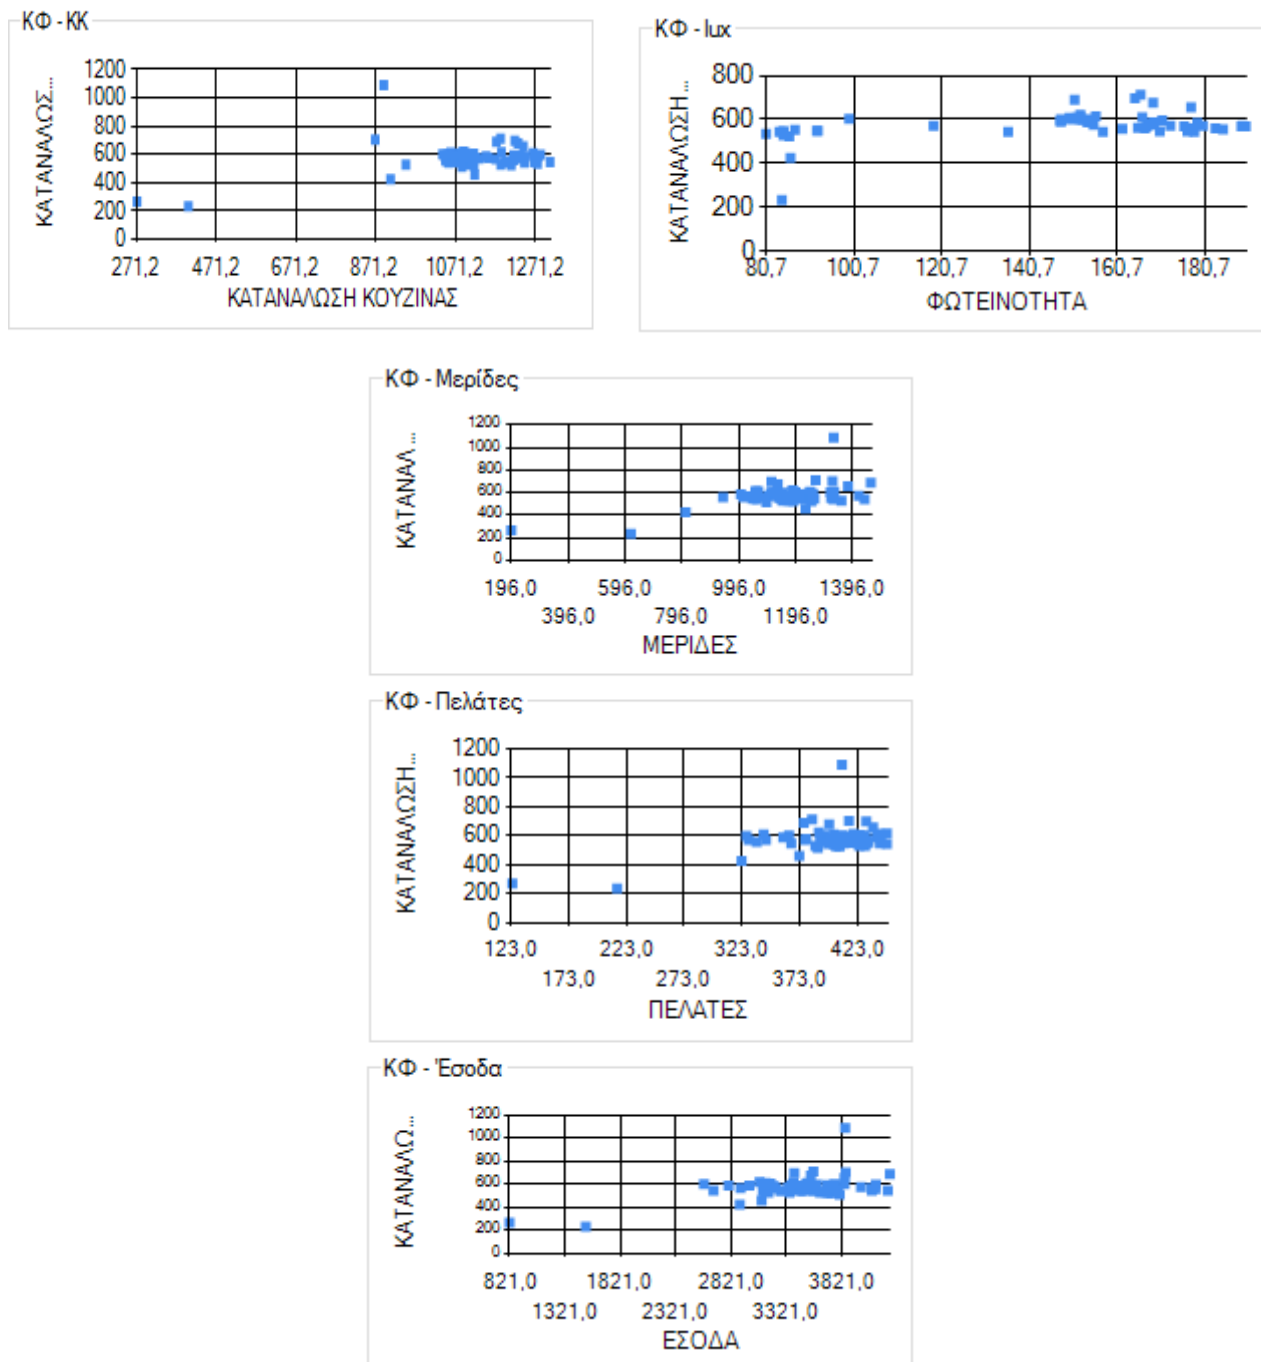 ΚΦ - ΚΚ
ΚΑΤΑΝΑΛΩΣ...
1200
1000
800
600
400
200
0
271,2 471,2 671,2 871,2 1071,2 1271,2
ΚΑΤΑΝΑΛΩΣΗ ΚΟΥΖΙΝΑΣ
ΚΦ - lux
ΚΑΤΑΝΑΛΩΣΗ...
800
600
400
200
0
80,7 100,7 120,7 140,7 160,7 180,7
ΦΩΤΕΙΝΟΤΗΤΑ
ΚΦ - Μερίδες
ΚΑΤΑΝΑΛ...
1200
1000
800
600
400
200
0
196,0 596,0 996,0 1396,0
396,0 796,0 1196,0
ΜΕΡΙΔΕΣ
ΚΦ - Πελάτες
ΚΑΤΑΝΑΛΩΣΗ...
1200
1000
800
600
400
200
0
123,0 223,0 323,0 423,0
173,0 273,0 373,0
ΠΕΛΑΤΕΣ
ΚΦ - Έσοδα
ΚΑΤΑΝΑΛΩ...
1200
1000
800
600
400
200
0
821,0 1821,0 2821,0 3821,0
1321,0 2321,0 3321,0
ΕΣΟΔΑ